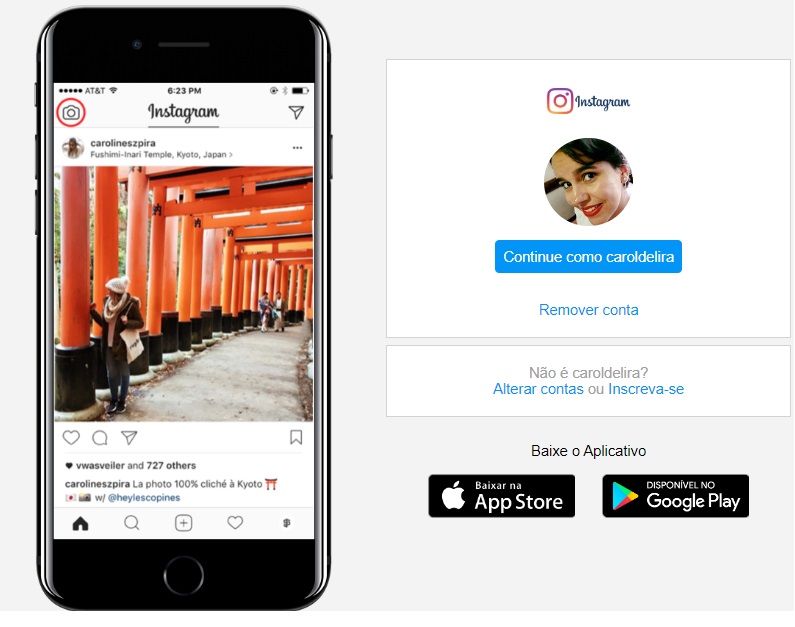 AT&T 6:23 PM
Instagram
carolineszpira
Fushimi-Inari Temple, Kyoto, Japan >
vwasveiler and 727 others
carolineszpira La photo 100% cliché à Kyoto ⛩️
w/ @heylescopines
Instagram
Continue como caroldelira
Remover conta
Não é caroldelira?
Alterar contas ou Inscreva-se
Baixe o Aplicativo
Baixar na
App Store
DISPONÍVEL NO
Google Play